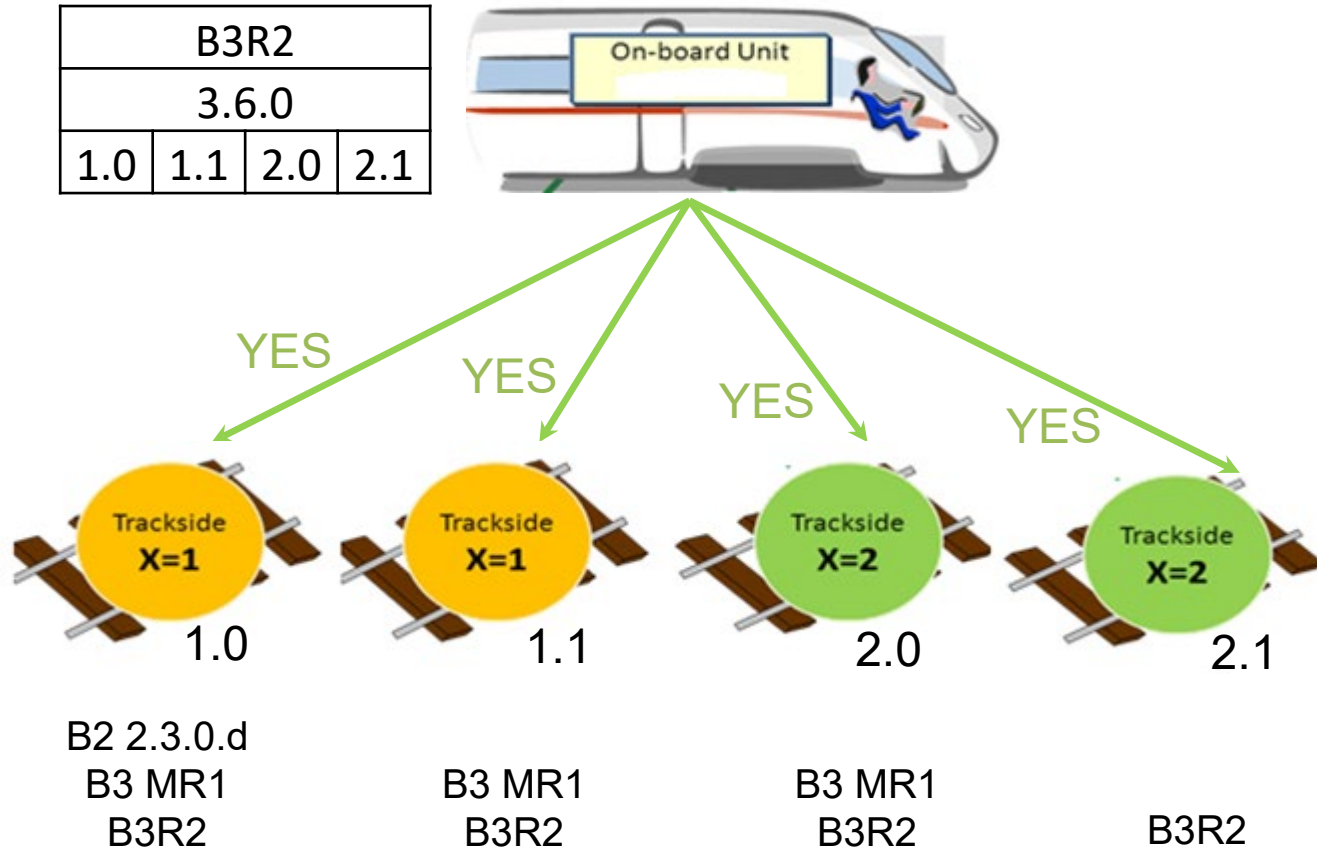 B3R2
3.6.0
1.0 1.1 2.0 2.1
On-board Unit
YES
YES
YES
YES
Trackside
X=1
Trackside
X=1
Trackside
X=2
Trackside
X=2
1.0
1.1
2.0
2.1
B2 2.3.0.d
B3 MR1
B3R2
B3 MR1
B3R2
B3 MR1
B3R2
B3R2